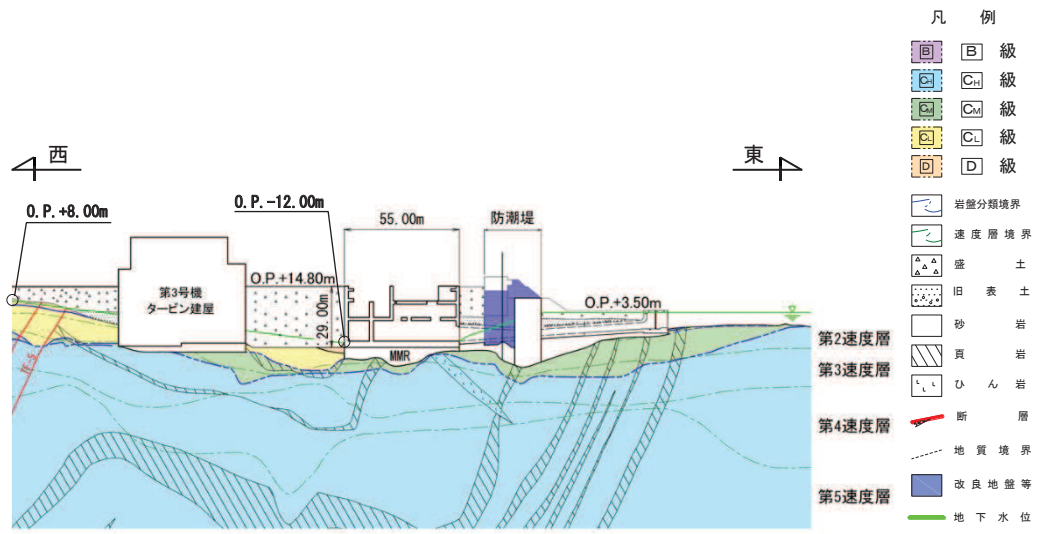 凡 例
B B 級
CH CH 級
CM CM 級
CL CL 級
D D 級
岩盤分類境界
速度層境界
盛土
旧表土
砂岩
頁岩
ひん岩
断層
地質境界
改良地盤等
地下水位
西
東
O.P.+8.00m
O.P.-12.00m
55.00m
防潮堤
第3号機
タービン建屋
O.P.+14.80m
29.00m
O.P.+3.50m
MMR
第2速度層
第3速度層
第4速度層
第5速度層